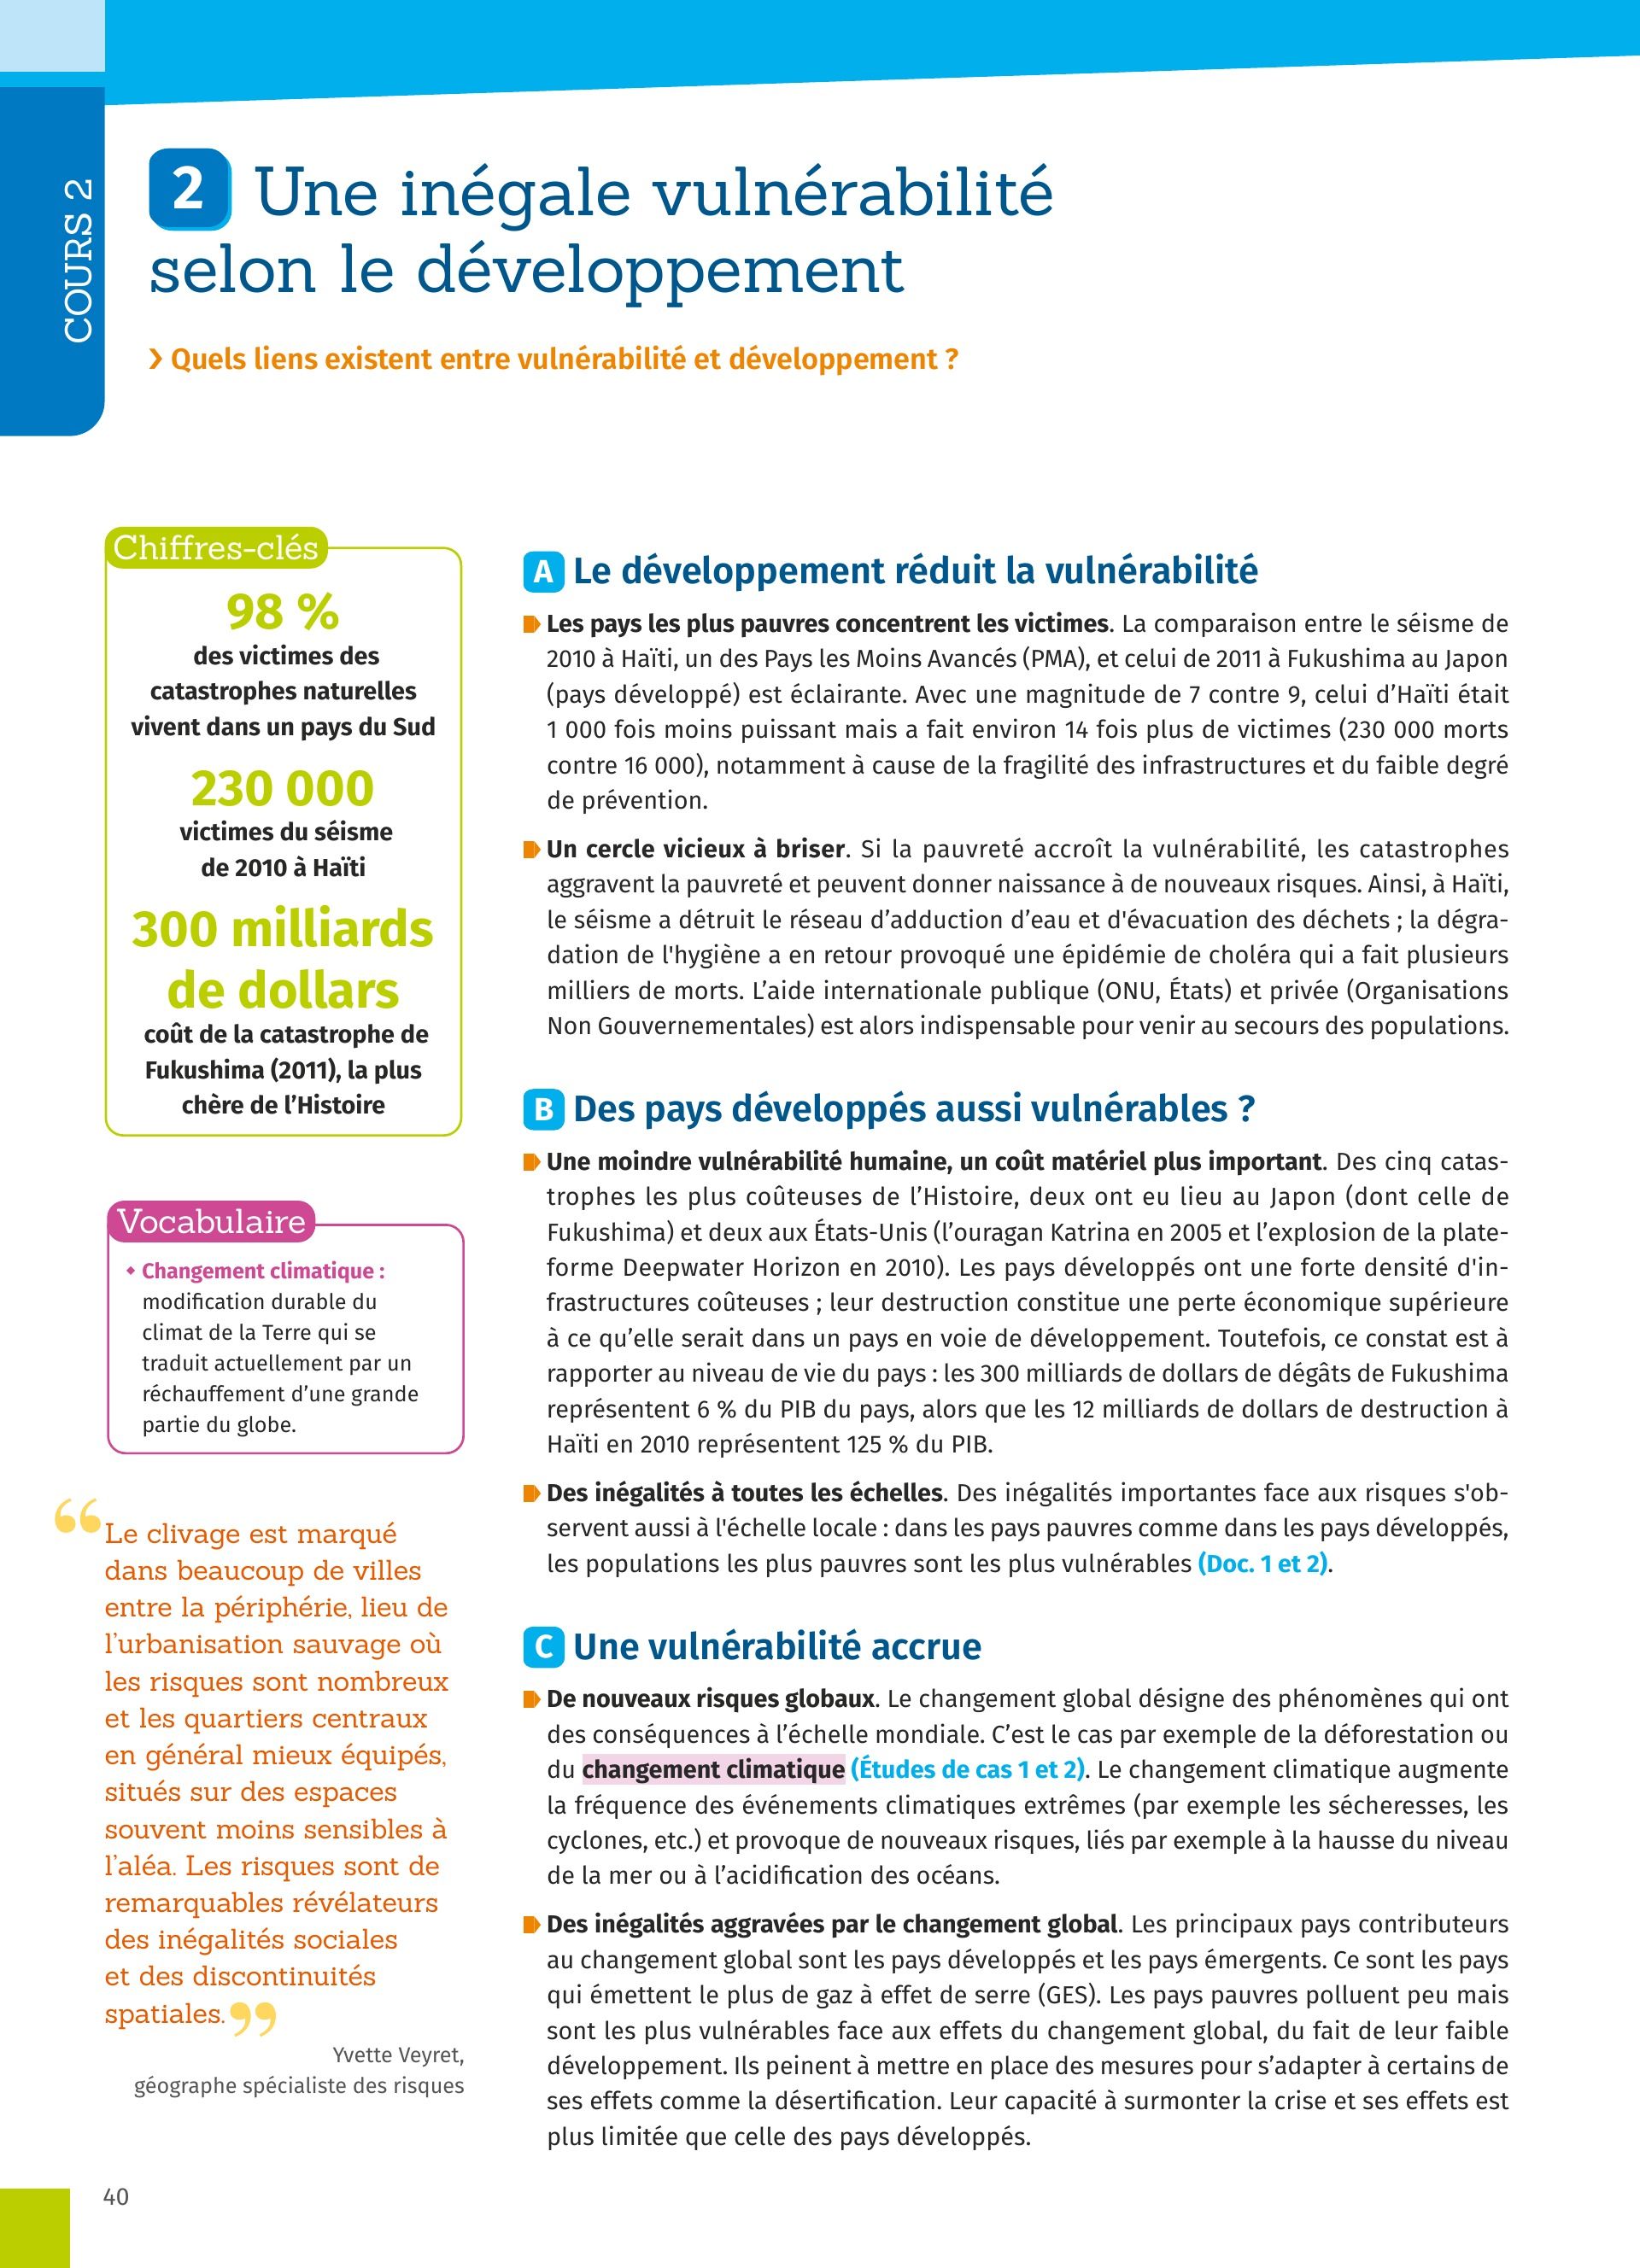 COURS 2
2 Une inégale vulnérabilité
selon le développement
› Quels liens existent entre vulnérabilité et développement ?
Chiffres-clés
98 %
des victimes des
catastrophes naturelles
vivent dans un pays du Sud
230 000
victimes du séisme
de 2010 à Haïti
300 milliards
de dollars
coût de la catastrophe de
Fukushima (2011), la plus
chère de l’Histoire
Vocabulaire
• Changement climatique :
modification durable du
climat de la Terre qui se
traduit actuellement par un
réchauffement d’une grande
partie du globe.
“Le clivage est marqué
dans beaucoup de villes
entre la périphérie, lieu de
l’urbanisation sauvage où
les risques sont nombreux
et les quartiers centraux
en général mieux équipés,
situés sur des espaces
souvent moins sensibles à
l’aléa. Les risques sont de
remarquables révélateurs
des inégalités sociales
et des discontinuités
spatiales.”
Yvette Veyret,
géographe spécialiste des risques
A Le développement réduit la vulnérabilité
Les pays les plus pauvres concentrent les victimes. La comparaison entre le séisme de
2010 à Haïti, un des Pays les Moins Avancés (PMA), et celui de 2011 à Fukushima au Japon
(pays développé) est éclairante. Avec une magnitude de 7 contre 9, celui d’Haïti était
1 000 fois moins puissant mais a fait environ 14 fois plus de victimes (230 000 morts
contre 16 000), notamment à cause de la fragilité des infrastructures et du faible degré
de prévention.
Un cercle vicieux à briser. Si la pauvreté accroît la vulnérabilité, les catastrophes
aggravent la pauvreté et peuvent donner naissance à de nouveaux risques. Ainsi, à Haïti,
le séisme a détruit le réseau d’adduction d’eau et d'évacuation des déchets ; la dégra-
dation de l'hygiène a en retour provoqué une épidémie de choléra qui a fait plusieurs
milliers de morts. L’aide internationale publique (ONU, États) et privée (Organisations
Non Gouvernementales) est alors indispensable pour venir au secours des populations.
B Des pays développés aussi vulnérables ?
Une moindre vulnérabilité humaine, un coût matériel plus important. Des cinq catas-
trophes les plus coûteuses de l’Histoire, deux ont eu lieu au Japon (dont celle de
Fukushima) et deux aux États-Unis (l’ouragan Katrina en 2005 et l’explosion de la plate-
forme Deepwater Horizon en 2010). Les pays développés ont une forte densité d'in-
frastructures coûteuses ; leur destruction constitue une perte économique supérieure
à ce qu’elle serait dans un pays en voie de développement. Toutefois, ce constat est à
rapporter au niveau de vie du pays : les 300 milliards de dollars de dégâts de Fukushima
représentent 6 % du PIB du pays, alors que les 12 milliards de dollars de destruction à
Haïti en 2010 représentent 125 % du PIB.
Des inégalités à toutes les échelles. Des inégalités importantes face aux risques s'ob-
servent aussi à l'échelle locale : dans les pays pauvres comme dans les pays développés,
les populations les plus pauvres sont les plus vulnérables (Doc. 1 et 2).
C Une vulnérabilité accrue
De nouveaux risques globaux. Le changement global désigne des phénomènes qui ont
des conséquences à l’échelle mondiale. C’est le cas par exemple de la déforestation ou
du changement climatique (Études de cas 1 et 2). Le changement climatique augmente
la fréquence des événements climatiques extrêmes (par exemple les sécheresses, les
cyclones, etc.) et provoque de nouveaux risques, liés par exemple à la hausse du niveau
de la mer ou à l’acidification des océans.
Des inégalités aggravées par le changement global. Les principaux pays contributeurs
au changement global sont les pays développés et les pays émergents. Ce sont les pays
qui émettent le plus de gaz à effet de serre (GES). Les pays pauvres polluent peu mais
sont les plus vulnérables face aux effets du changement global, du fait de leur faible
développement. Ils peinent à mettre en place des mesures pour s’adapter à certains de
ses effets comme la désertification. Leur capacité à surmonter la crise et ses effets est
plus limitée que celle des pays développés.
40